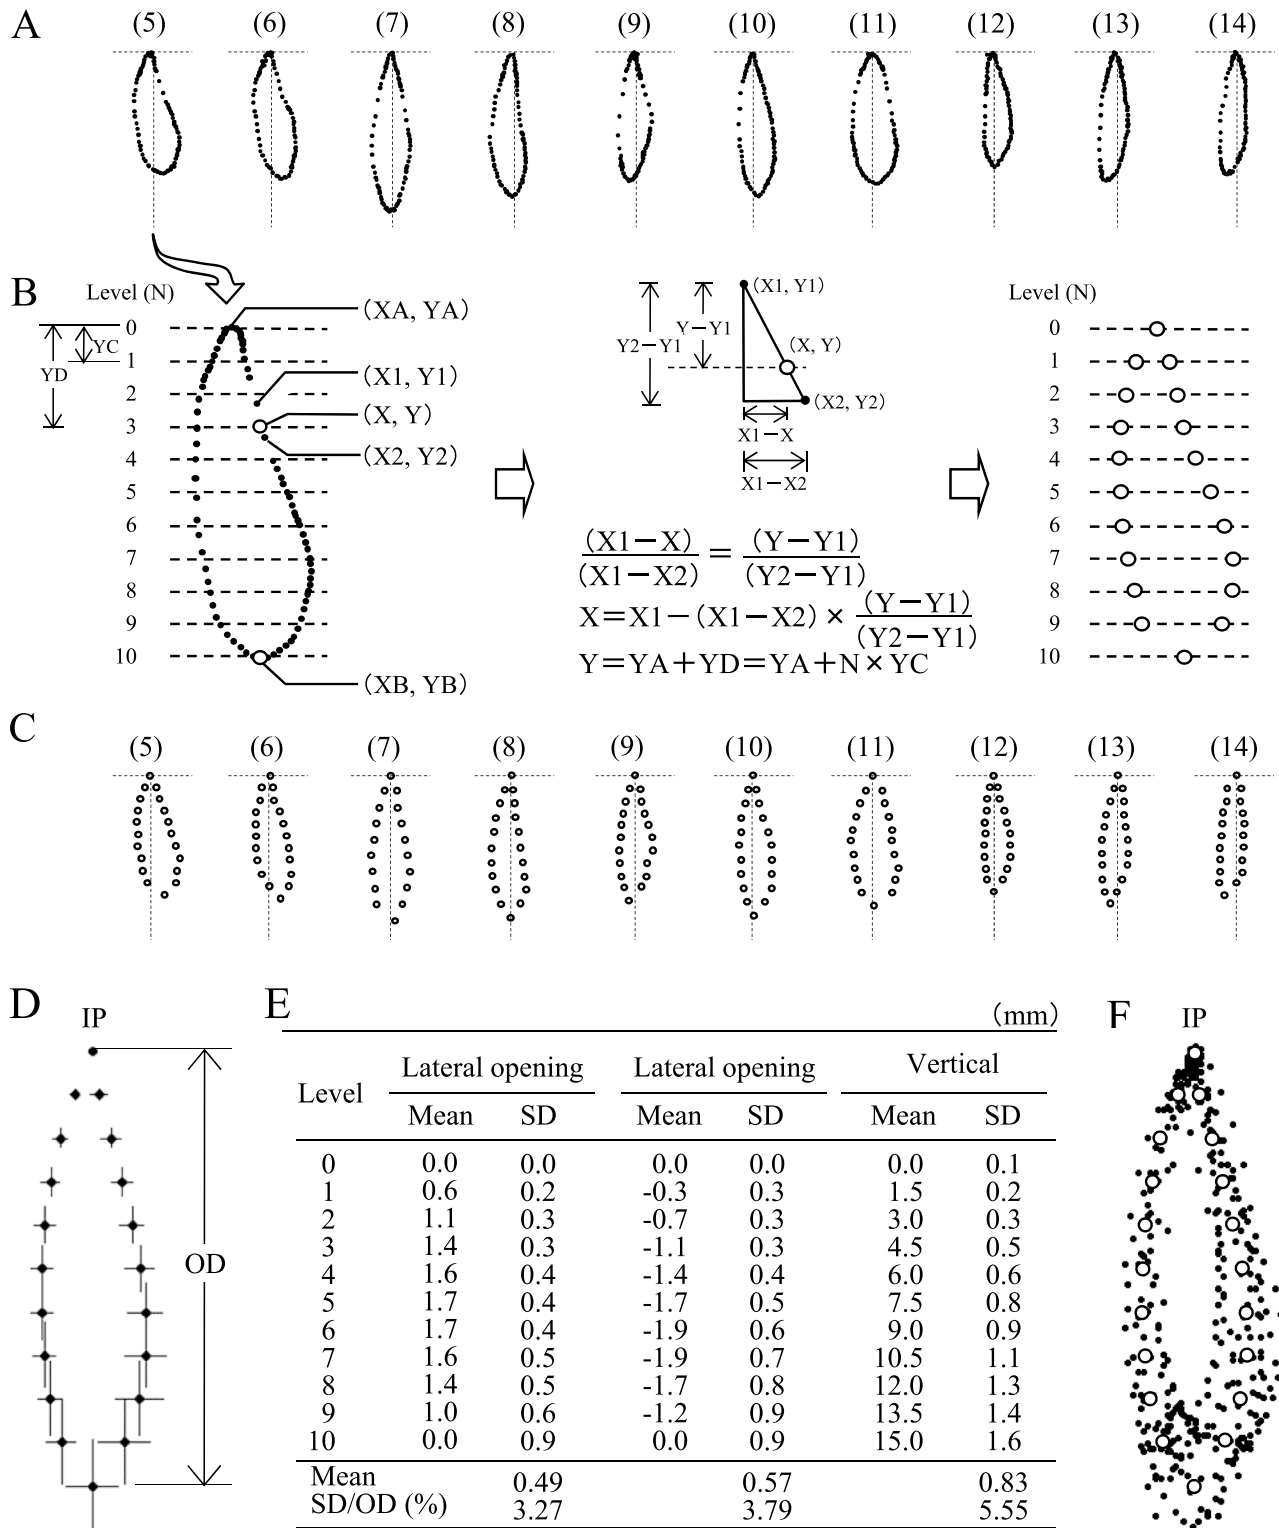 A
(5) (6) (7) (8) (9) (10) (11) (12) (13) (14)
B
Level (N)
0
1
2
3
4
5
6
7
8
9
10
YC
YD
(XA, YA)
(X1, Y1)
(X, Y)
(X2, Y2)
(XB, YB)
(X1, Y1)
Y−Y1
Y2−Y1
(X, Y)
(X2, Y2)
X1−X
X1−X2
(X1−X)/(X1−X2) = (Y−Y1)/(Y2−Y1)
X=X1−(X1−X2)×(Y−Y1)/(Y2−Y1)
Y=YA+YD=YA+N×YC
Level (N)
0
1
2
3
4
5
6
7
8
9
10
C
(5) (6) (7) (8) (9) (10) (11) (12) (13) (14)
D
IP
OD
E
(mm)
Level Lateral opening Lateral opening Vertical
Mean SD Mean SD Mean SD
0 0.0 0.0 0.0 0.0 0.0 0.1
1 0.6 0.2 -0.3 0.3 1.5 0.2
2 1.1 0.3 -0.7 0.3 3.0 0.3
3 1.4 0.3 -1.1 0.3 4.5 0.5
4 1.6 0.4 -1.4 0.4 6.0 0.6
5 1.7 0.4 -1.7 0.5 7.5 0.8
6 1.7 0.4 -1.9 0.6 9.0 0.9
7 1.6 0.5 -1.9 0.7 10.5 1.1
8 1.4 0.5 -1.7 0.8 12.0 1.3
9 1.0 0.6 -1.2 0.9 13.5 1.4
10 0.0 0.9 0.0 0.9 15.0 1.6
Mean 0.49 0.57 0.83
SD/OD (%) 3.27 3.79 5.55
F
IP